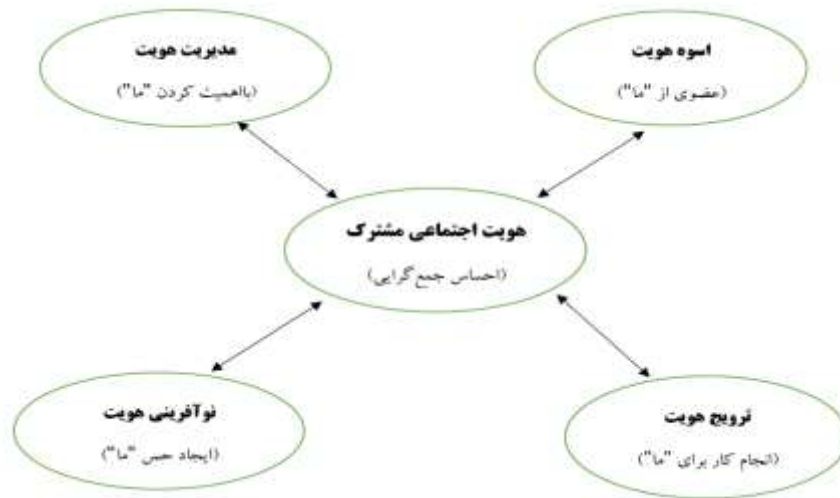 اسوه هویت
(عضوی از "ما")
مدیریت هویت
(بااهمیت کردن "ما")
هویت اجتماعی مشترک
(احساس جمع‌گرایی)
ترویج هویت
(انجام کار برای "ما")
نوآفرینی هویت
(ایجاد حس "ما")